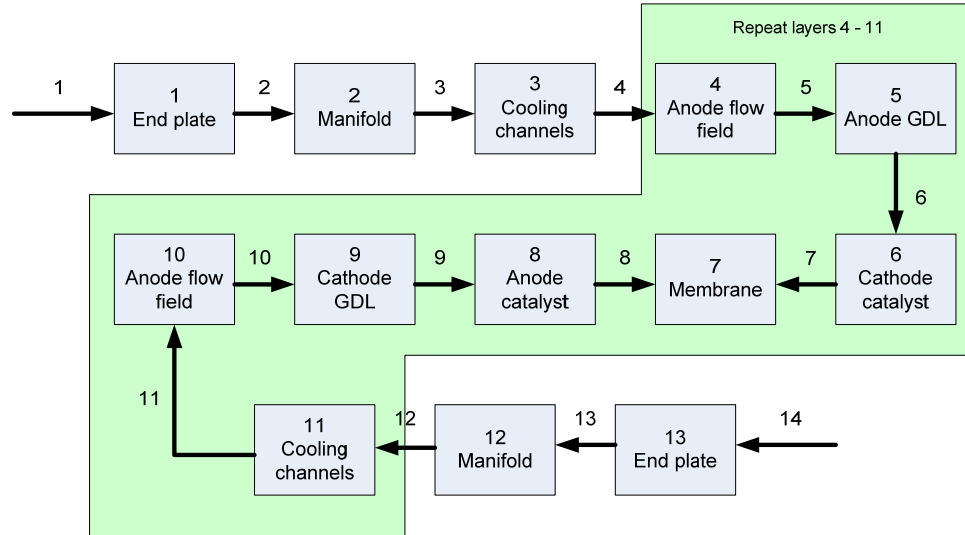 Repeat layers 4 - 11
1
1
End plate
2
2
Manifold
3
3
Cooling
channels
4
4
Anode flow
field
5
5
Anode GDL
6
10
Anode flow
field
10
9
Cathode
GDL
9
8
Anode
catalyst
8
7
Membrane
7
6
Cathode
catalyst
11
11
Cooling
channels
12
12
Manifold
13
13
End plate
14